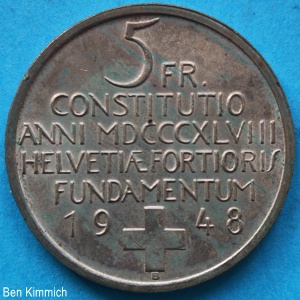 5 FR.
CONSTITUTIO
ANNI MDCCCXLVIII
HELVETIÆ FORTIORIS
FUNDAMENTUM
1948
B
Ben Kimmich